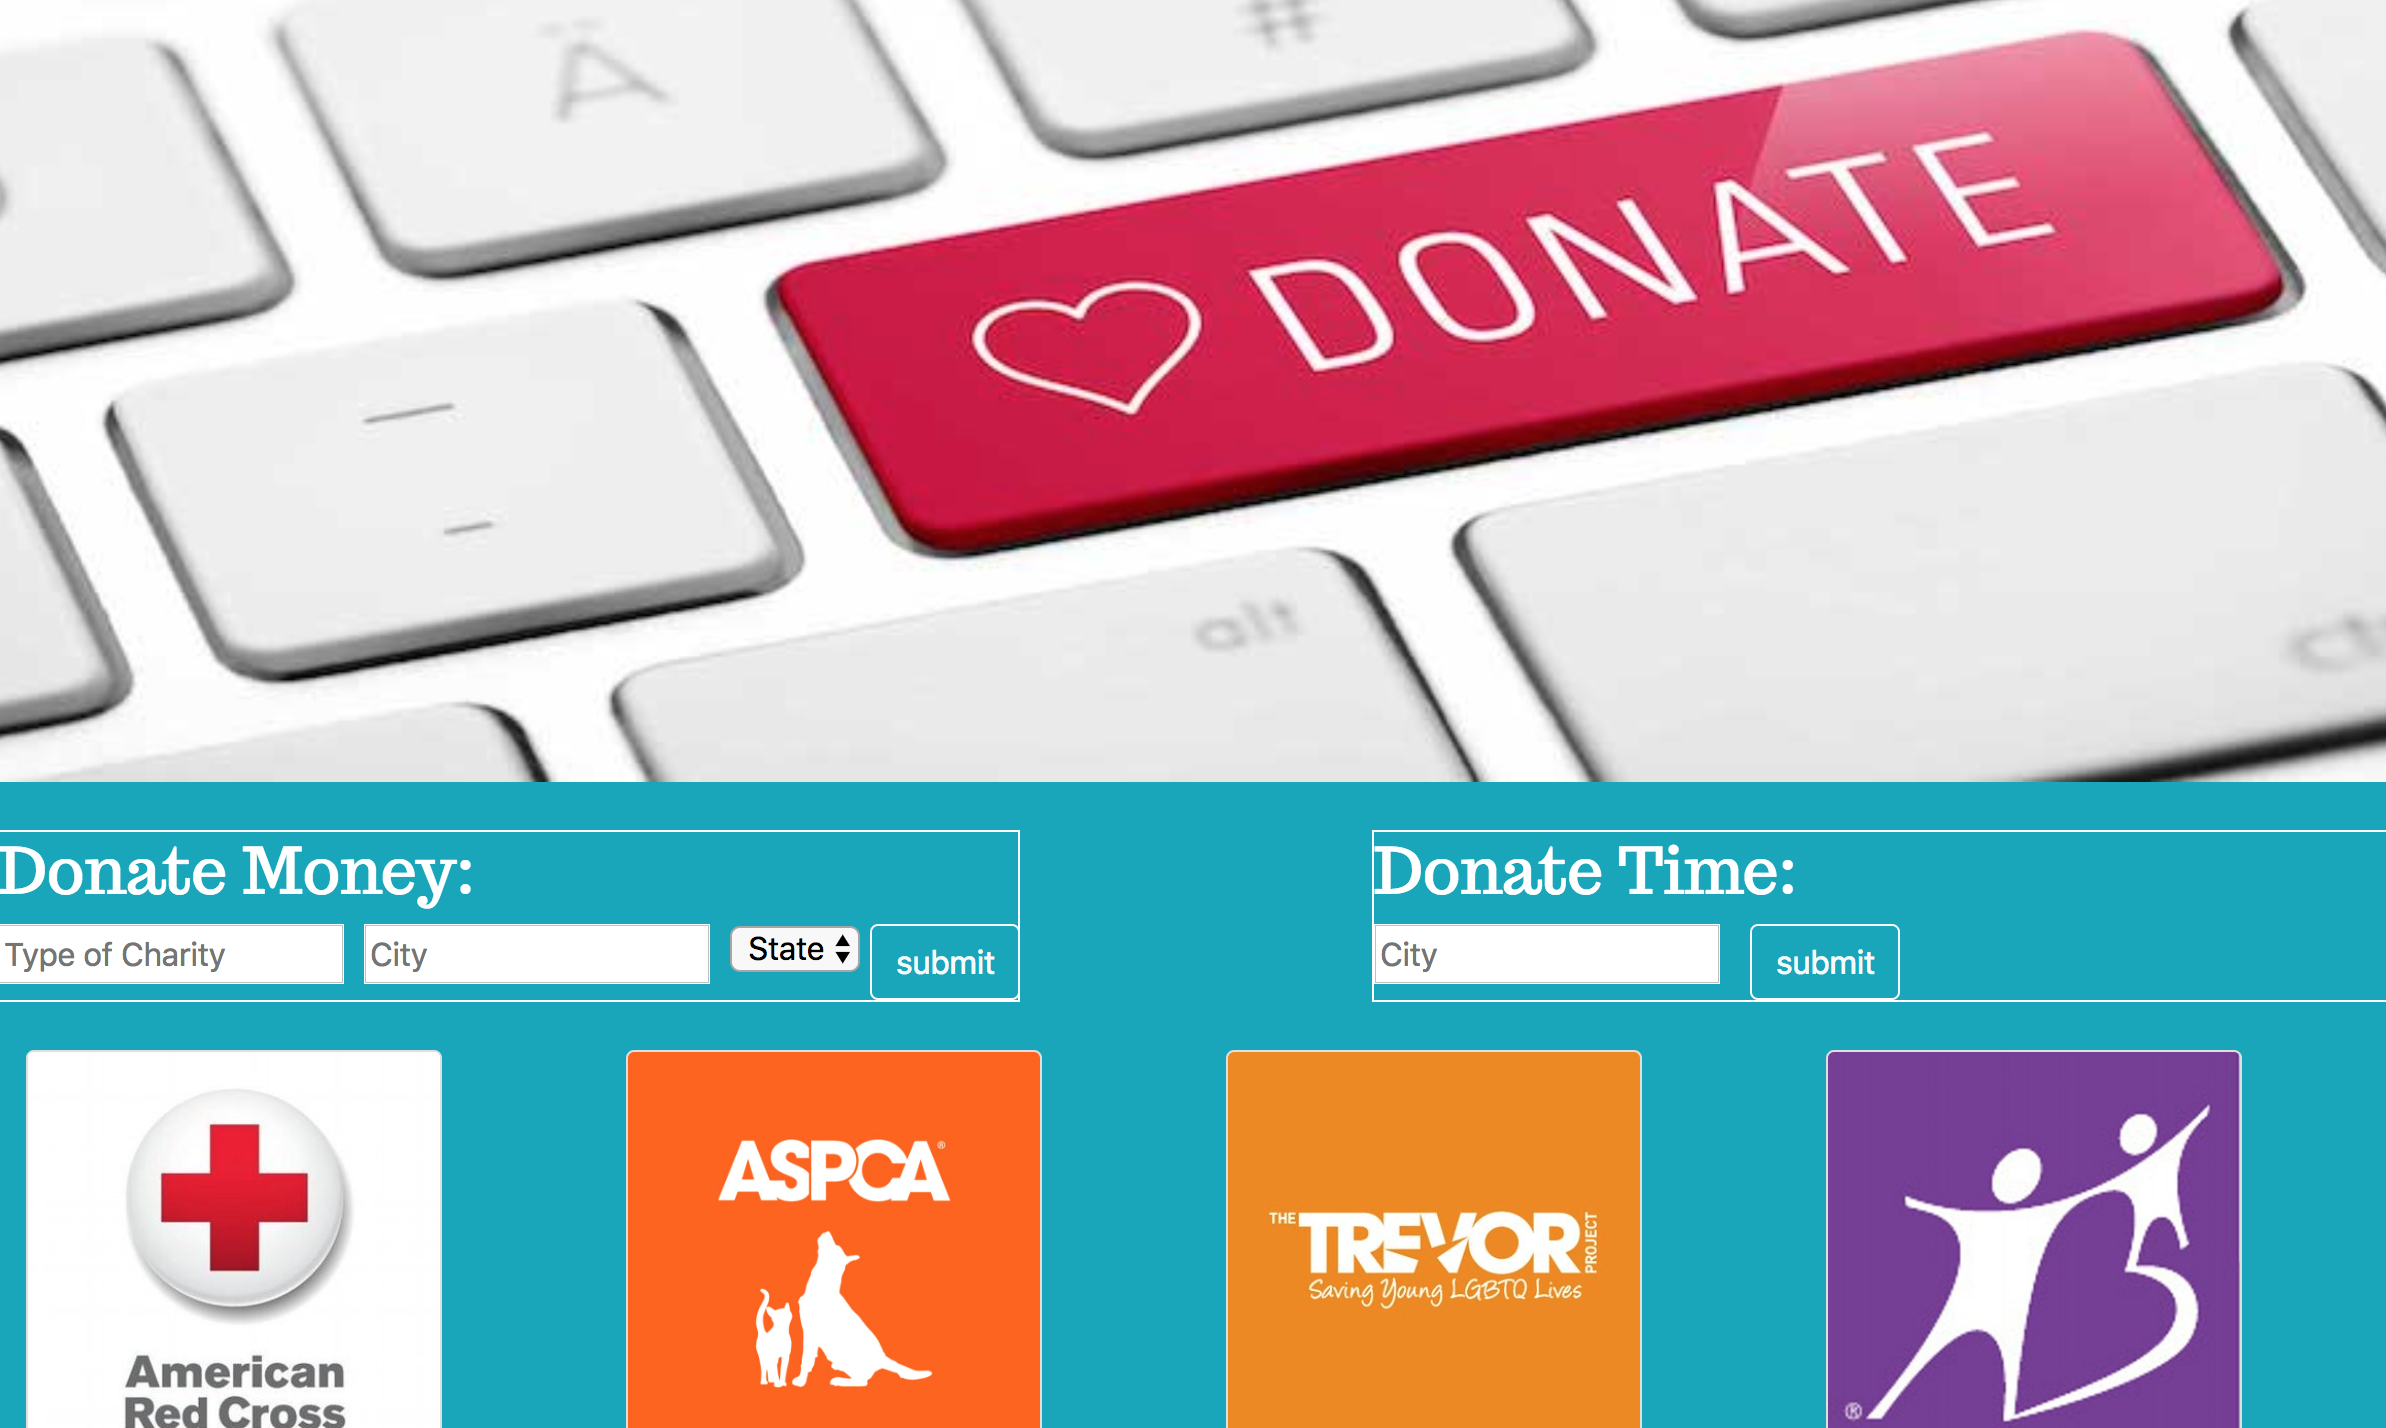 Ä
#
♡ DONATE
alt
Donate Money:
Type of Charity
City
State
submit
Donate Time:
City
submit
American
Red Cross
ASPCA®
THE TREVOR PROJECT
Saving Young LGBTQ Lives
®